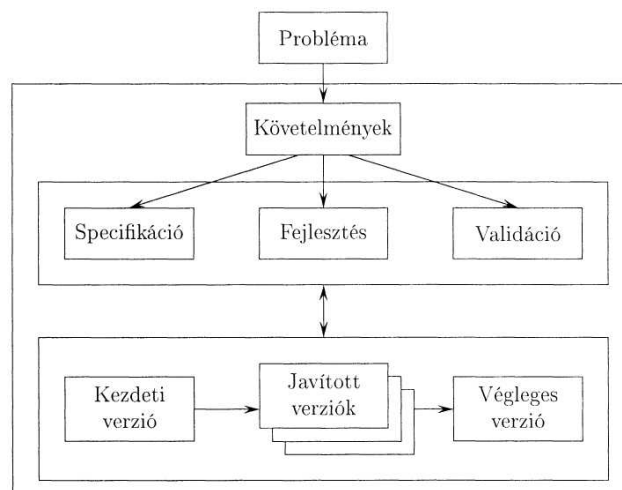 Probléma
Követelmények
Specifikáció
Fejlesztés
Validáció
Kezdeti
verzió
Javított
verziók
Végleges
verzió